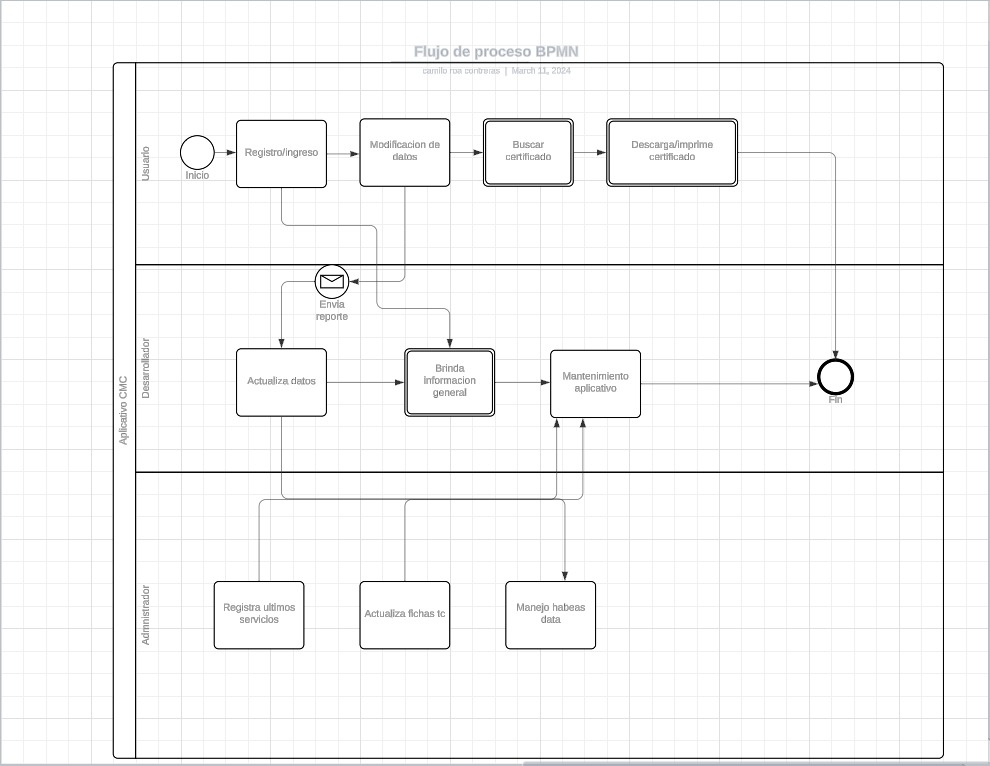 Flujo de proceso BPMN
camilo roa contreras | March 11, 2024
Aplicativo CMC
Usuario
Inicio
Registro/ingreso
Modificacion de
datos
Buscar
certificado
Descarga/imprime
certificado
Desarrollador
Envia
reporte
Actualiza datos
Brinda
informacion
general
Mantenimiento
aplicativo
Fin
Admnistrador
Registra ultimos
servicios
Actualiza fichas tc
Manejo habeas
data